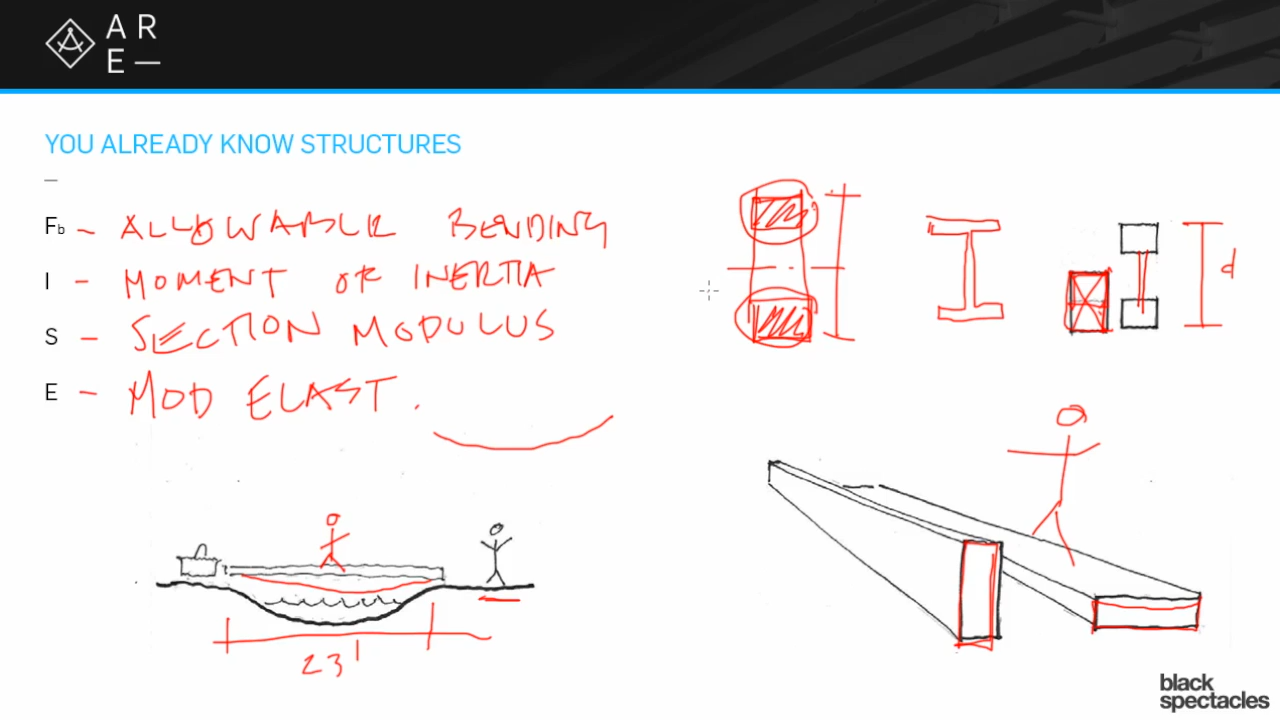 A R
E —
YOU ALREADY KNOW STRUCTURES
Fb - ALLOWABLE BENDING
I - MOMENT OF INERTIA
S - SECTION MODULUS
E - MOD ELAST.
d
23'
black
spectacles